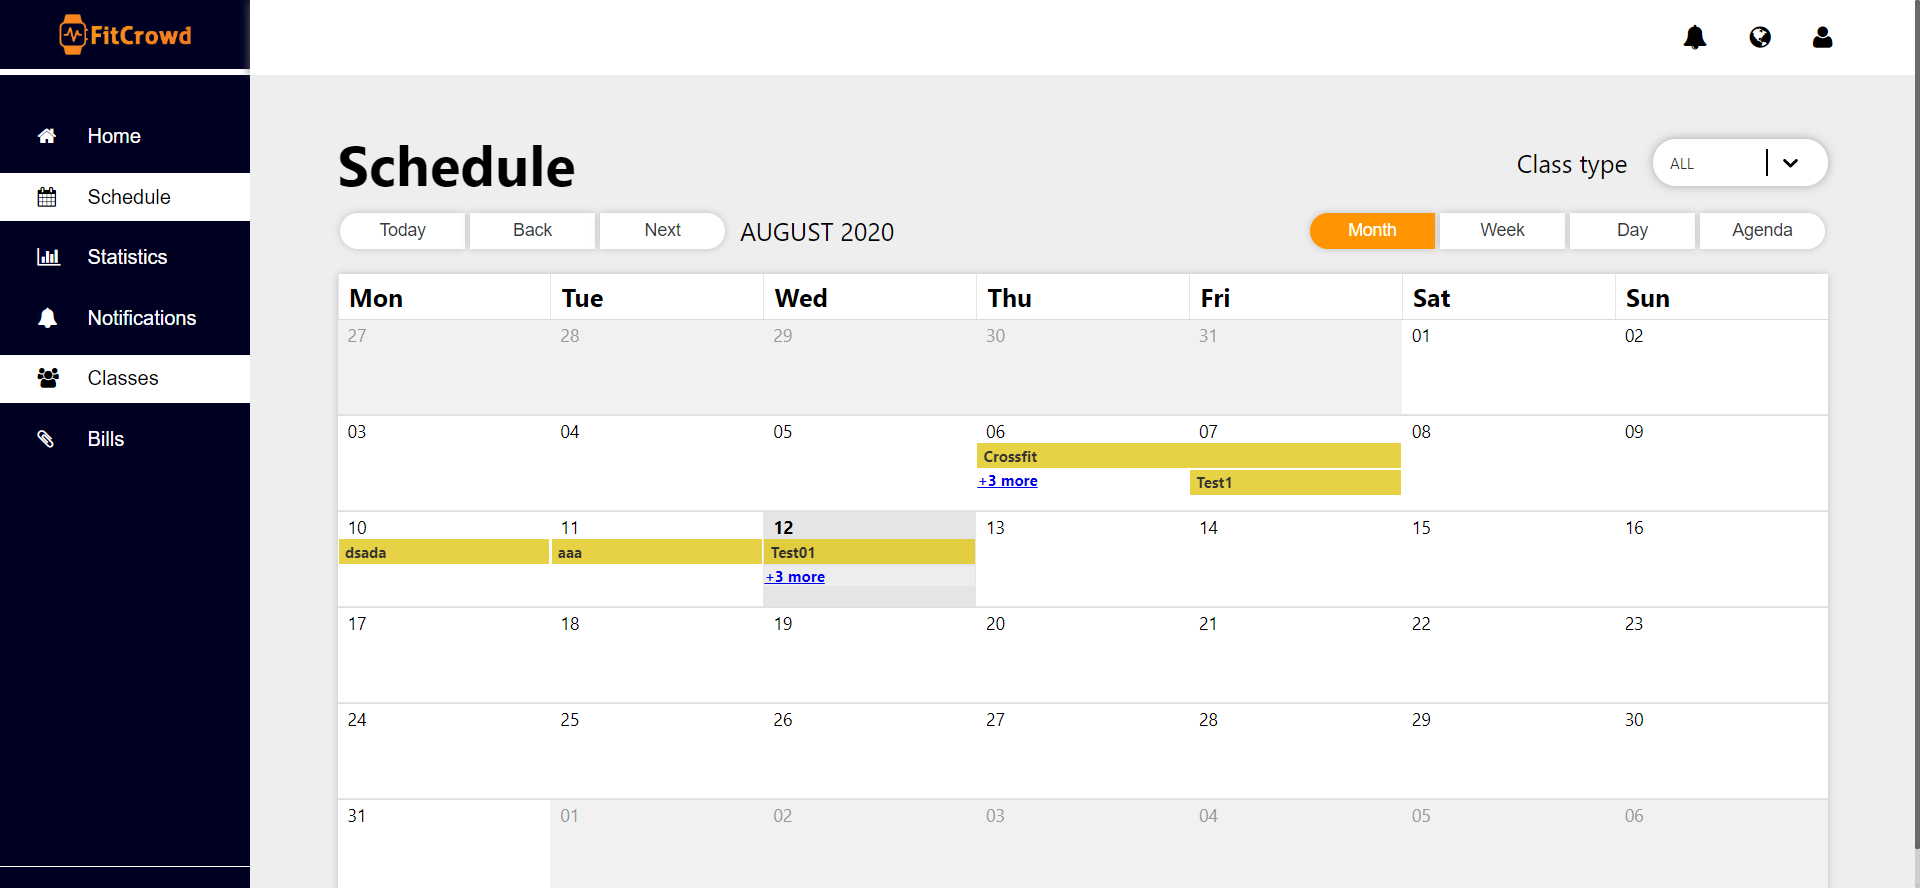 FitCrowd
Home
Schedule
Statistics
Notifications
Classes
Bills
Schedule
Class type ALL
Today Back Next AUGUST 2020 Month Week Day Agenda
Mon Tue Wed Thu Fri Sat Sun
27 28 29 30 31 01 02
03 04 05 06 07 08 09
Crossfit
+3 more Test1
10 11 12 13 14 15 16
dsada aaa Test01
+3 more
17 18 19 20 21 22 23
24 25 26 27 28 29 30
31 01 02 03 04 05 06